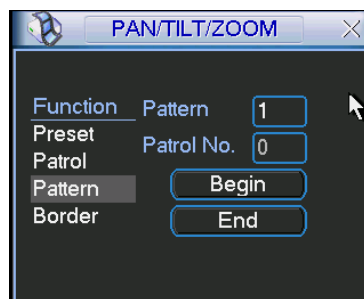 PAN/TILT/ZOOM
Function
Pattern 1
Preset
Patrol No. 0
Patrol
Pattern
Begin
Border
End